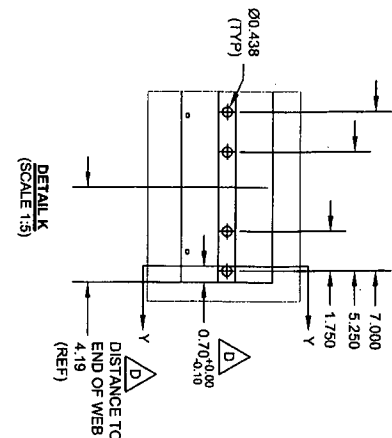 Ø0.438
(TYP)
7.000
5.250
1.750
Y
Y
0.70+0.00
-0.10
D
D
DISTANCE TO
END OF WEB
4.19
(REF)
DETAIL K
(SCALE 1:5)